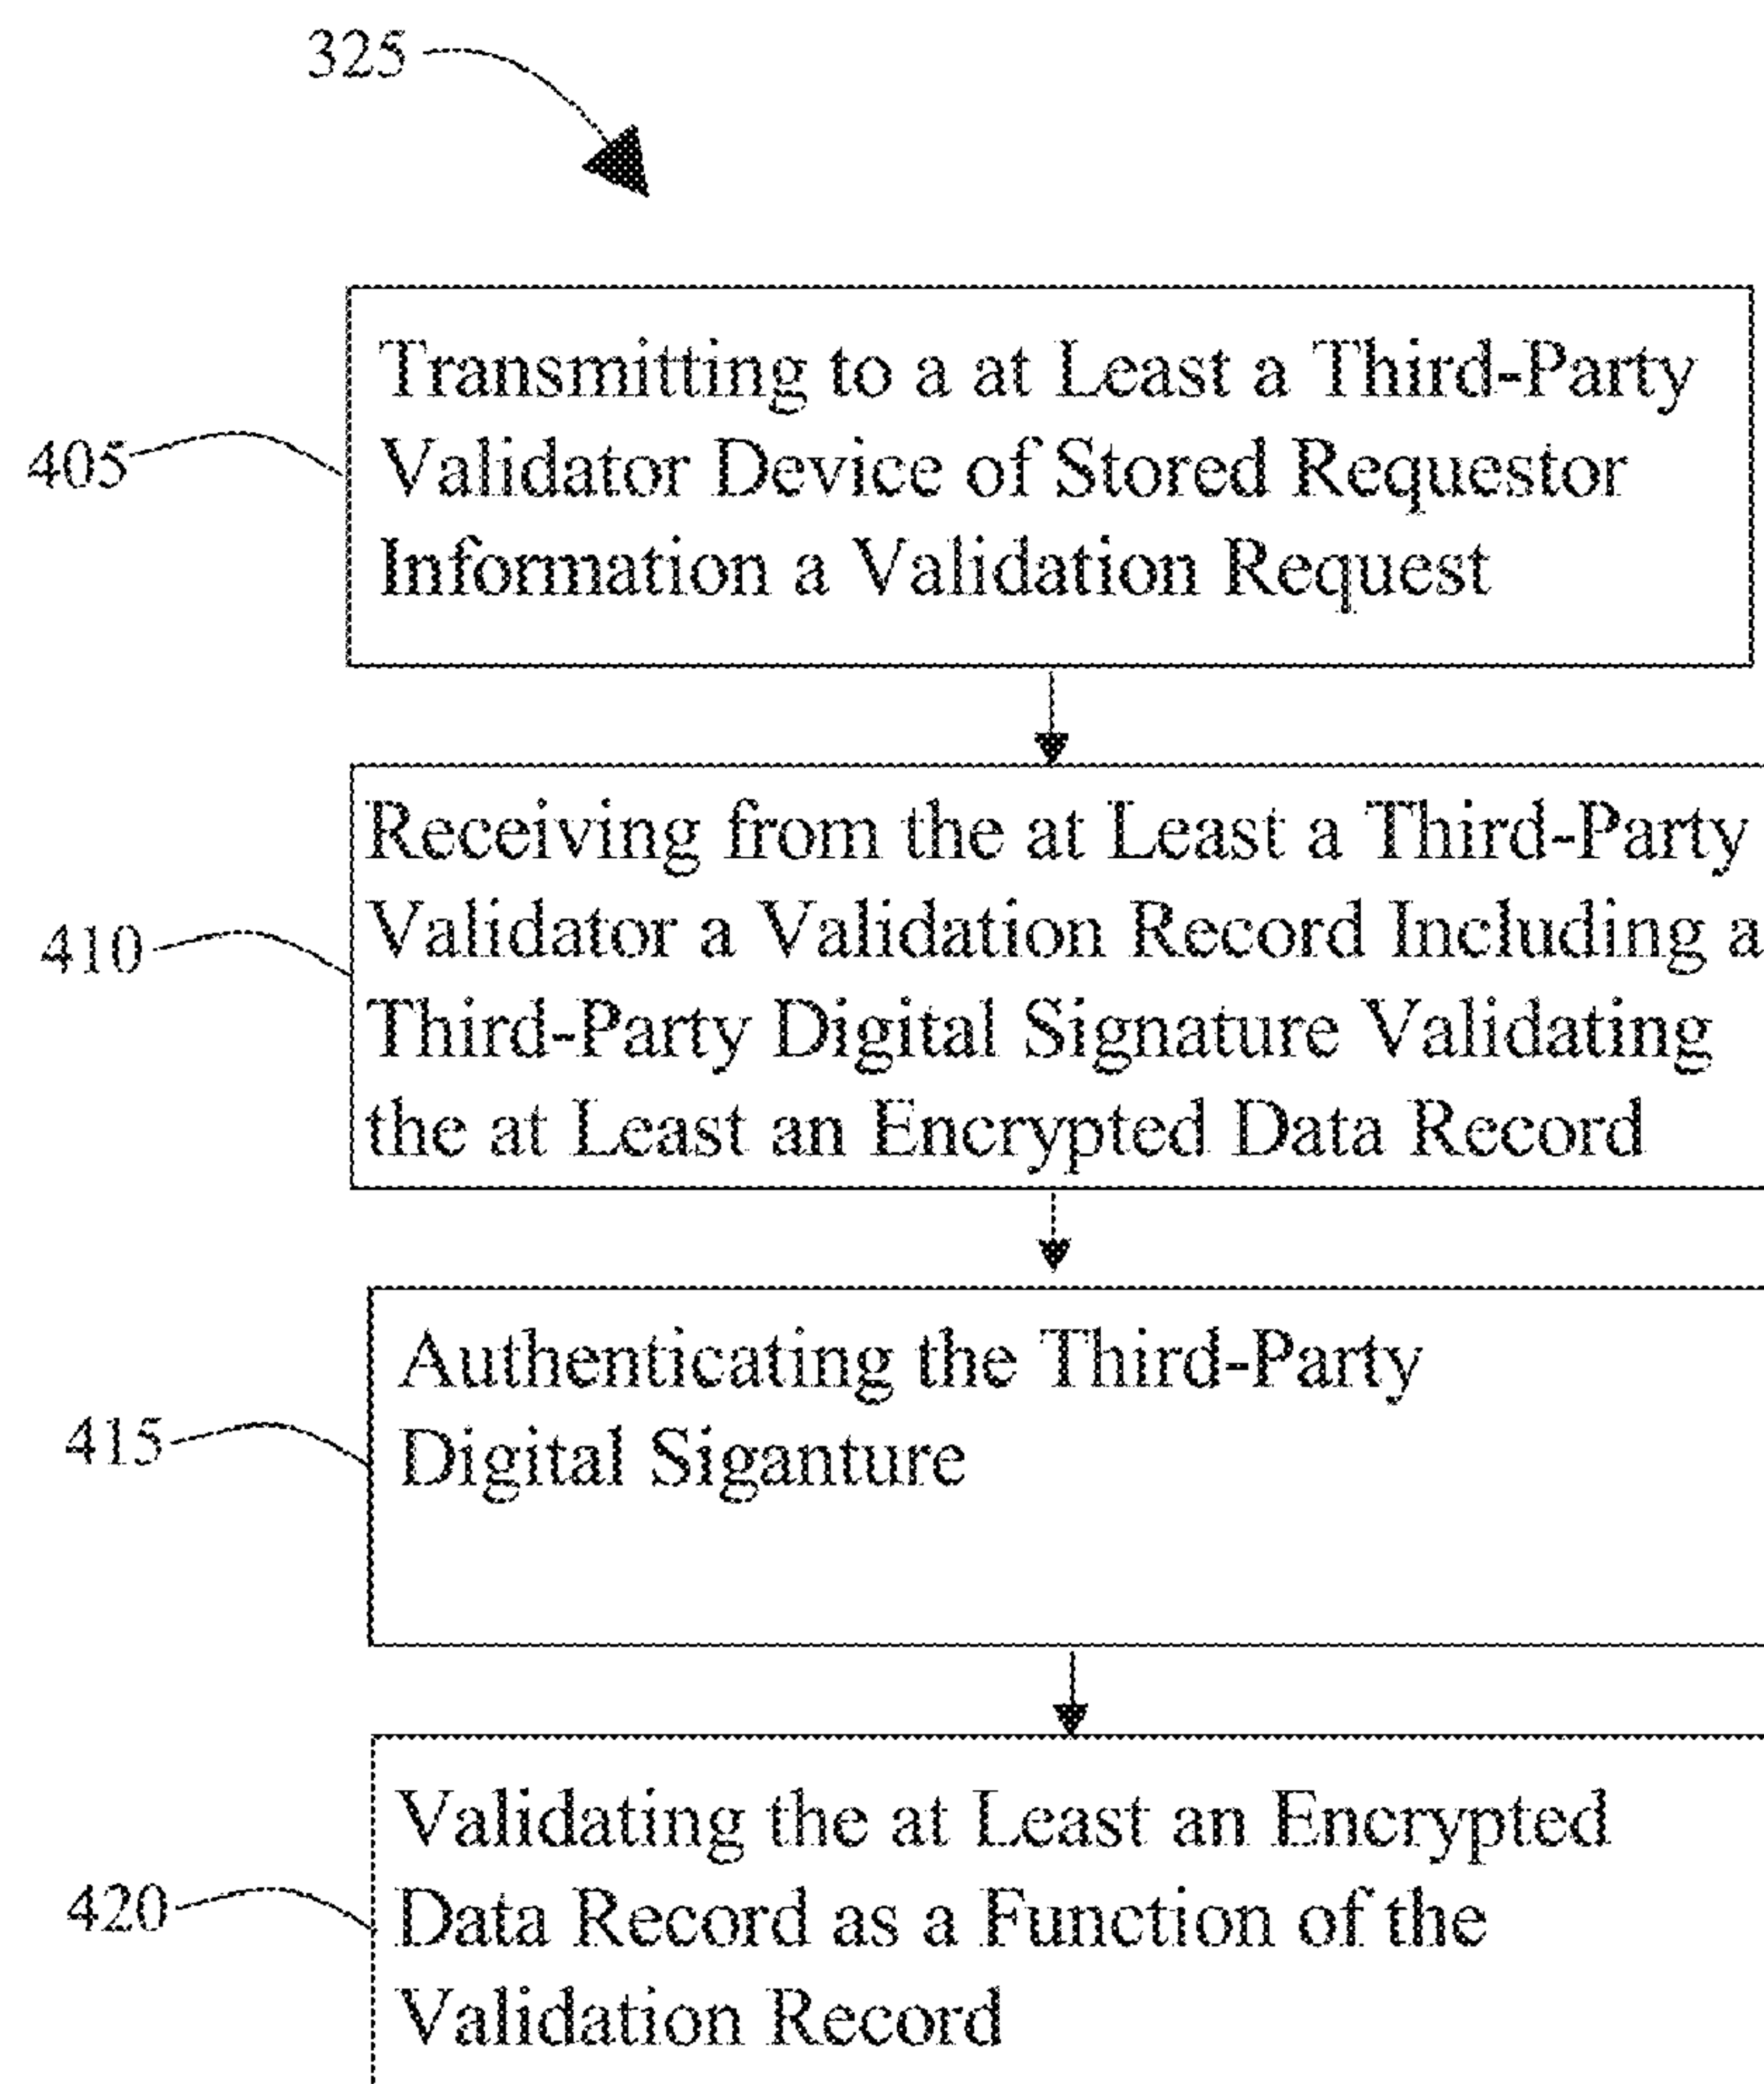 325
405
Transmitting to a at Least a Third-Party
Validator Device of Stored Requestor
Information a Validation Request
410
Receiving from the at Least a Third-Party
Validator a Validation Record Including a
Third-Party Digital Signature Validating
the at Least an Encrypted Data Record
415
Authenticating the Third-Party
Digital Siganture
420
Validating the at Least an Encrypted
Data Record as a Function of the
Validation Record